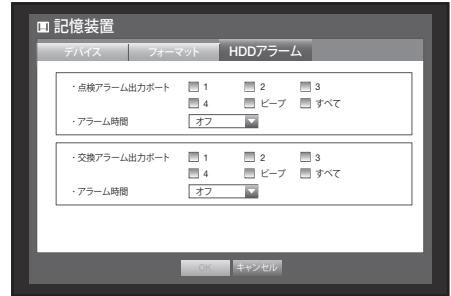 記憶装置
デバイス フォーマット HDDアラーム
・点検アラーム出力ポート 1 2 3
4 ビープ すべて
・アラーム時間 オフ
・交換アラーム出力ポート 1 2 3
4 ビープ すべて
・アラーム時間 オフ
OK キャンセル